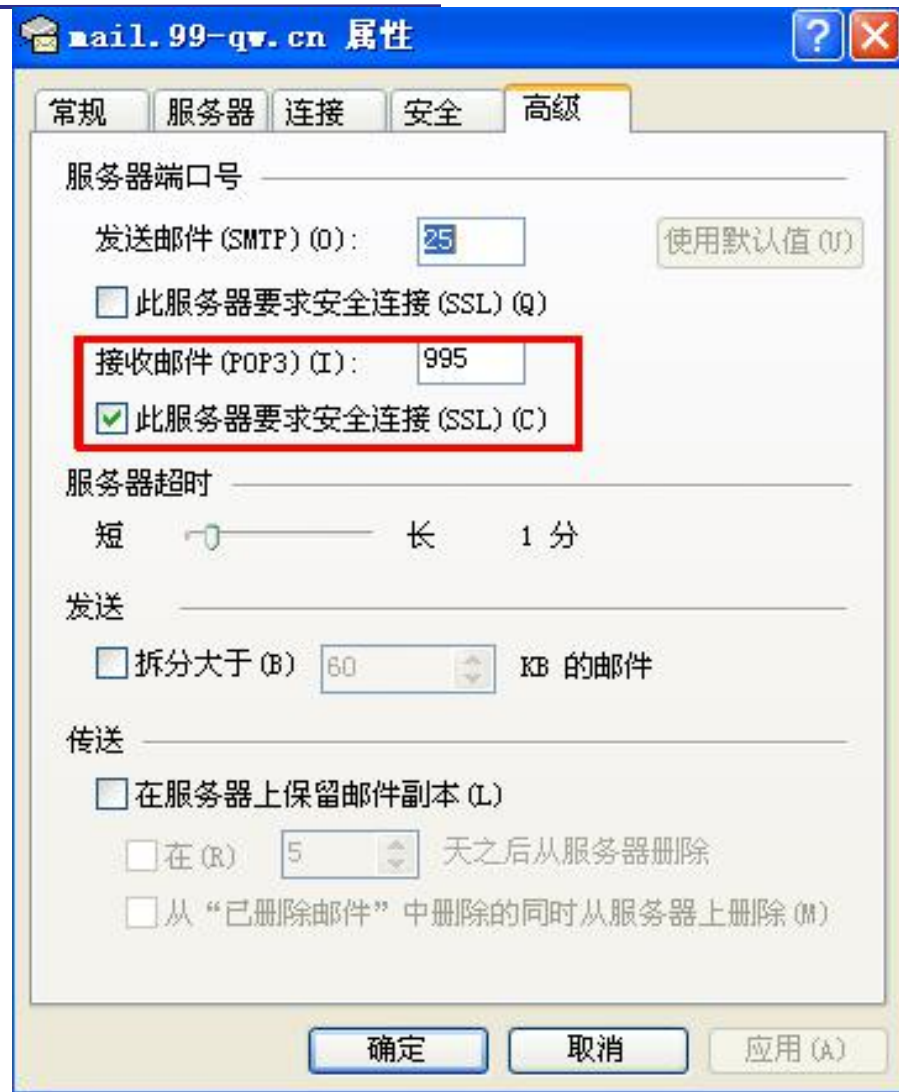 mail.99-qw.cn 属性
常规 服务器 连接 安全 高级
服务器端口号
发送邮件(SMTP)(O): 25 使用默认值(U)
此服务器要求安全连接(SSL)(Q)
接收邮件(POP3)(I): 995
此服务器要求安全连接(SSL)(C)
服务器超时
短 长 1 分
发送
拆分大于(B) 60 KB 的邮件
传送
在服务器上保留邮件副本(L)
在(R) 5 天之后从服务器删除
从“已删除邮件”中删除的同时从服务器上删除(M)
确定 取消 应用(A)